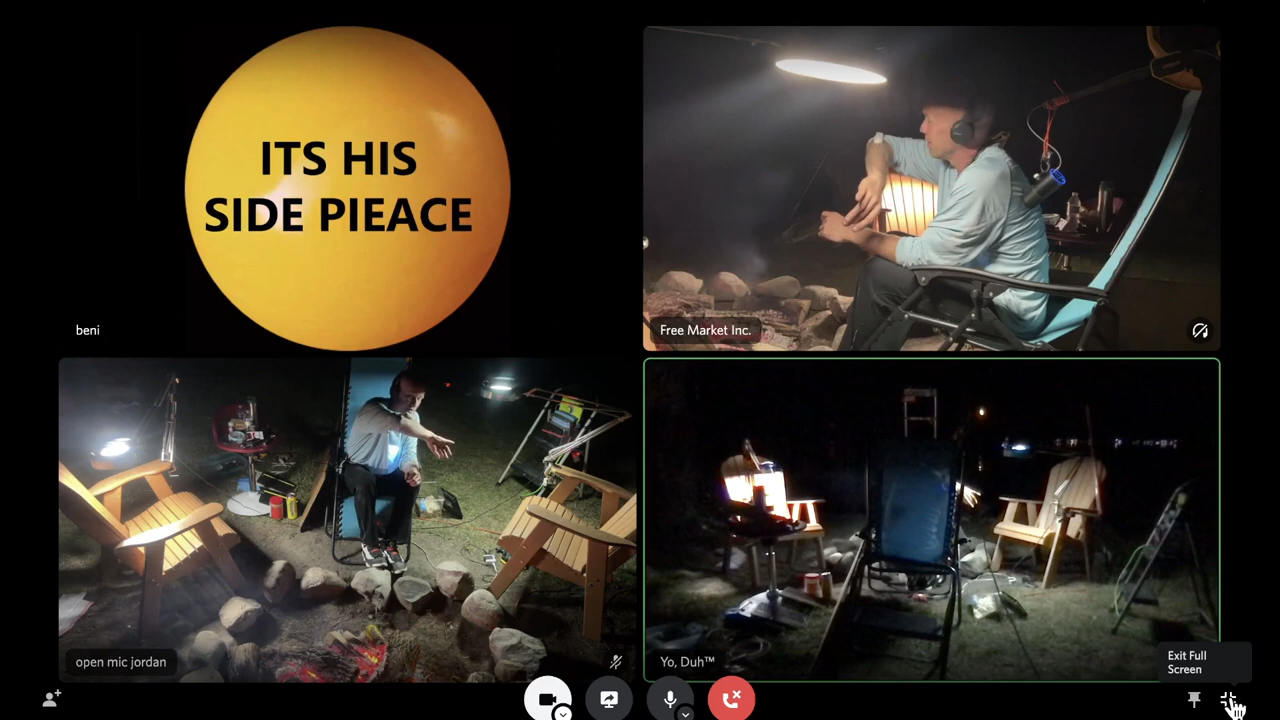 ITS HIS
SIDE PIEACE
beni
Free Market Inc.
open mic jordan
Yo, Duh™
Exit Full
Screen